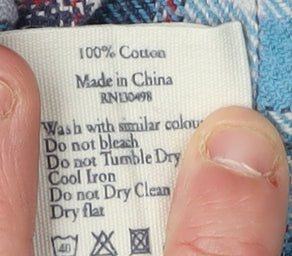 100% Cotton
Made in China
RN130498
Wash with similar colou
Do not bleach
Do not Tumble Dry
Cool Iron
Do not Dry Clean
Dry flat
40